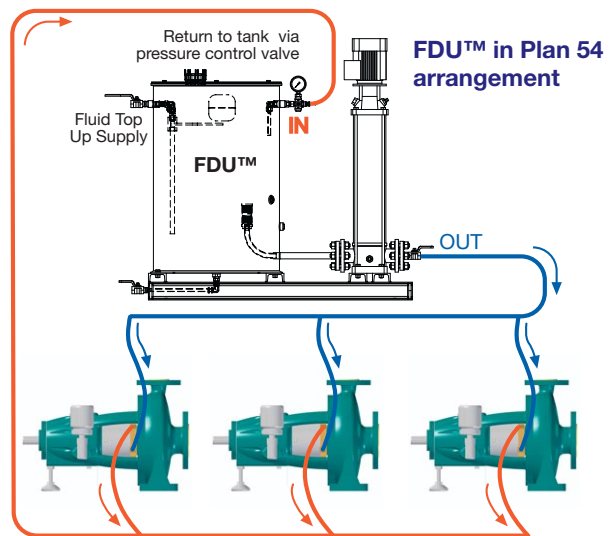 Return to tank via
pressure control valve
FDU™ in Plan 54
arrangement
Fluid Top
Up Supply
IN
FDU™
OUT